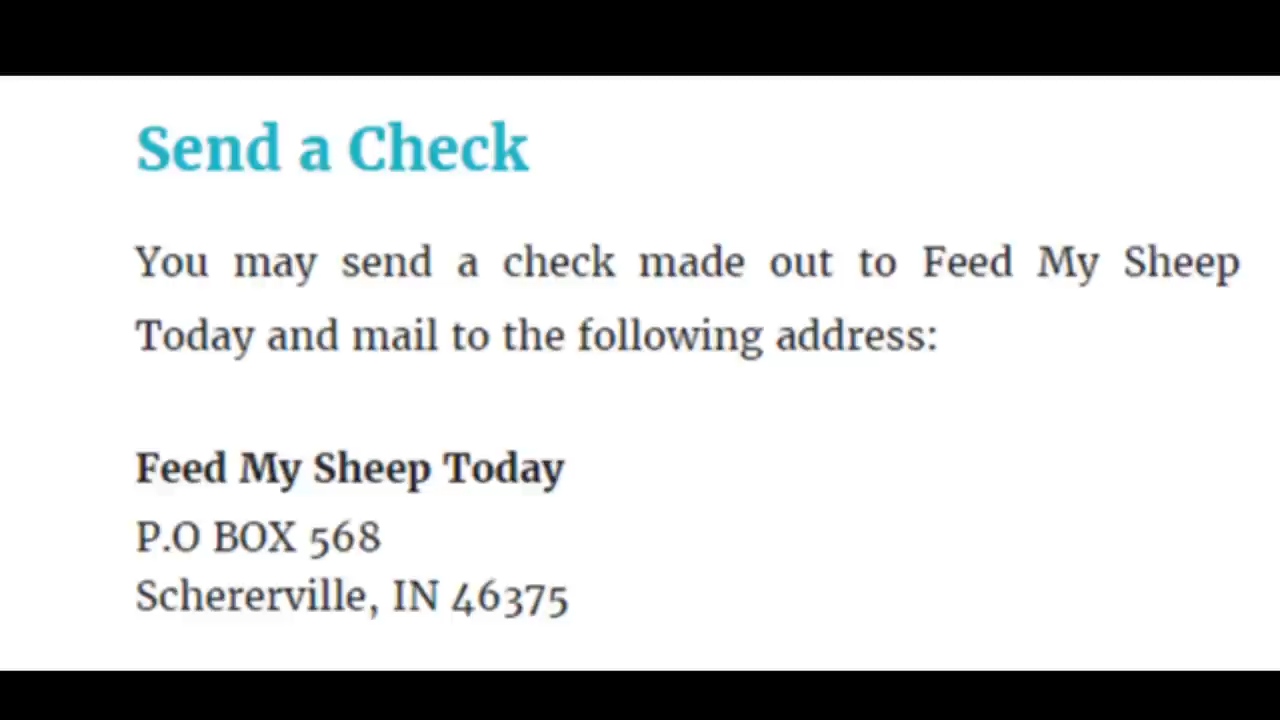 Send a Check
You may send a check made out to Feed My Sheep
Today and mail to the following address:
Feed My Sheep Today
P.O BOX 568
Schererville, IN 46375